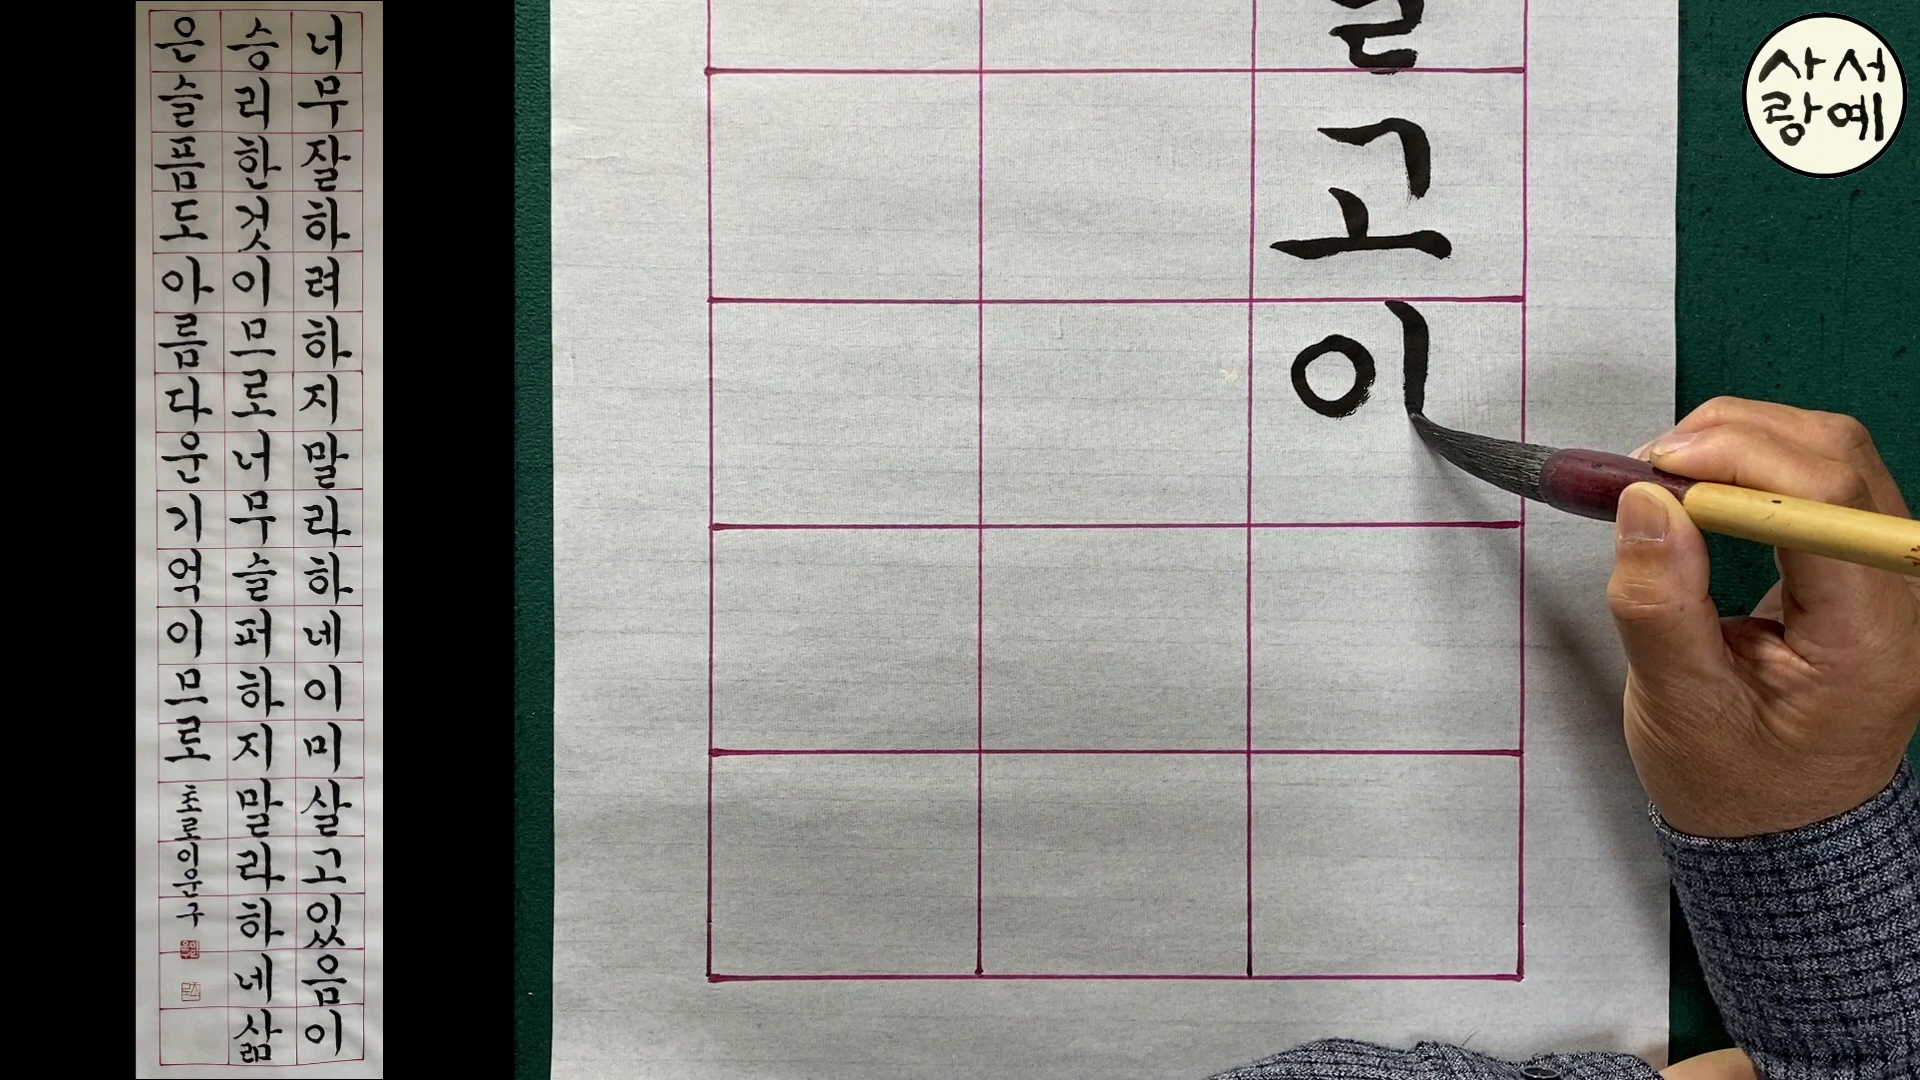 너무잘하려하지말라하네이미살고있음이
승리한것이므로너무슬퍼하지말라하네삶
은슬픔도아름다운기억이므로 초로이운구
고이
서예
사랑